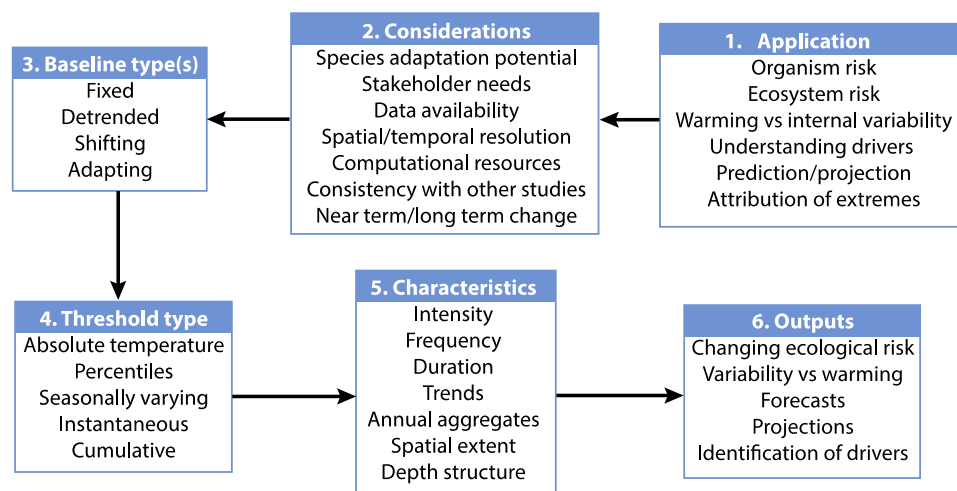 1. Application
Organism risk
Ecosystem risk
Warming vs internal variability
Understanding drivers
Prediction/projection
Attribution of extremes
2. Considerations
Species adaptation potential
Stakeholder needs
Data availability
Spatial/temporal resolution
Computational resources
Consistency with other studies
Near term/long term change
3. Baseline type(s)
Fixed
Detrended
Shifting
Adapting
4. Threshold type
Absolute temperature
Percentiles
Seasonally varying
Instantaneous
Cumulative
5. Characteristics
Intensity
Frequency
Duration
Trends
Annual aggregates
Spatial extent
Depth structure
6. Outputs
Changing ecological risk
Variability vs warming
Forecasts
Projections
Identification of drivers